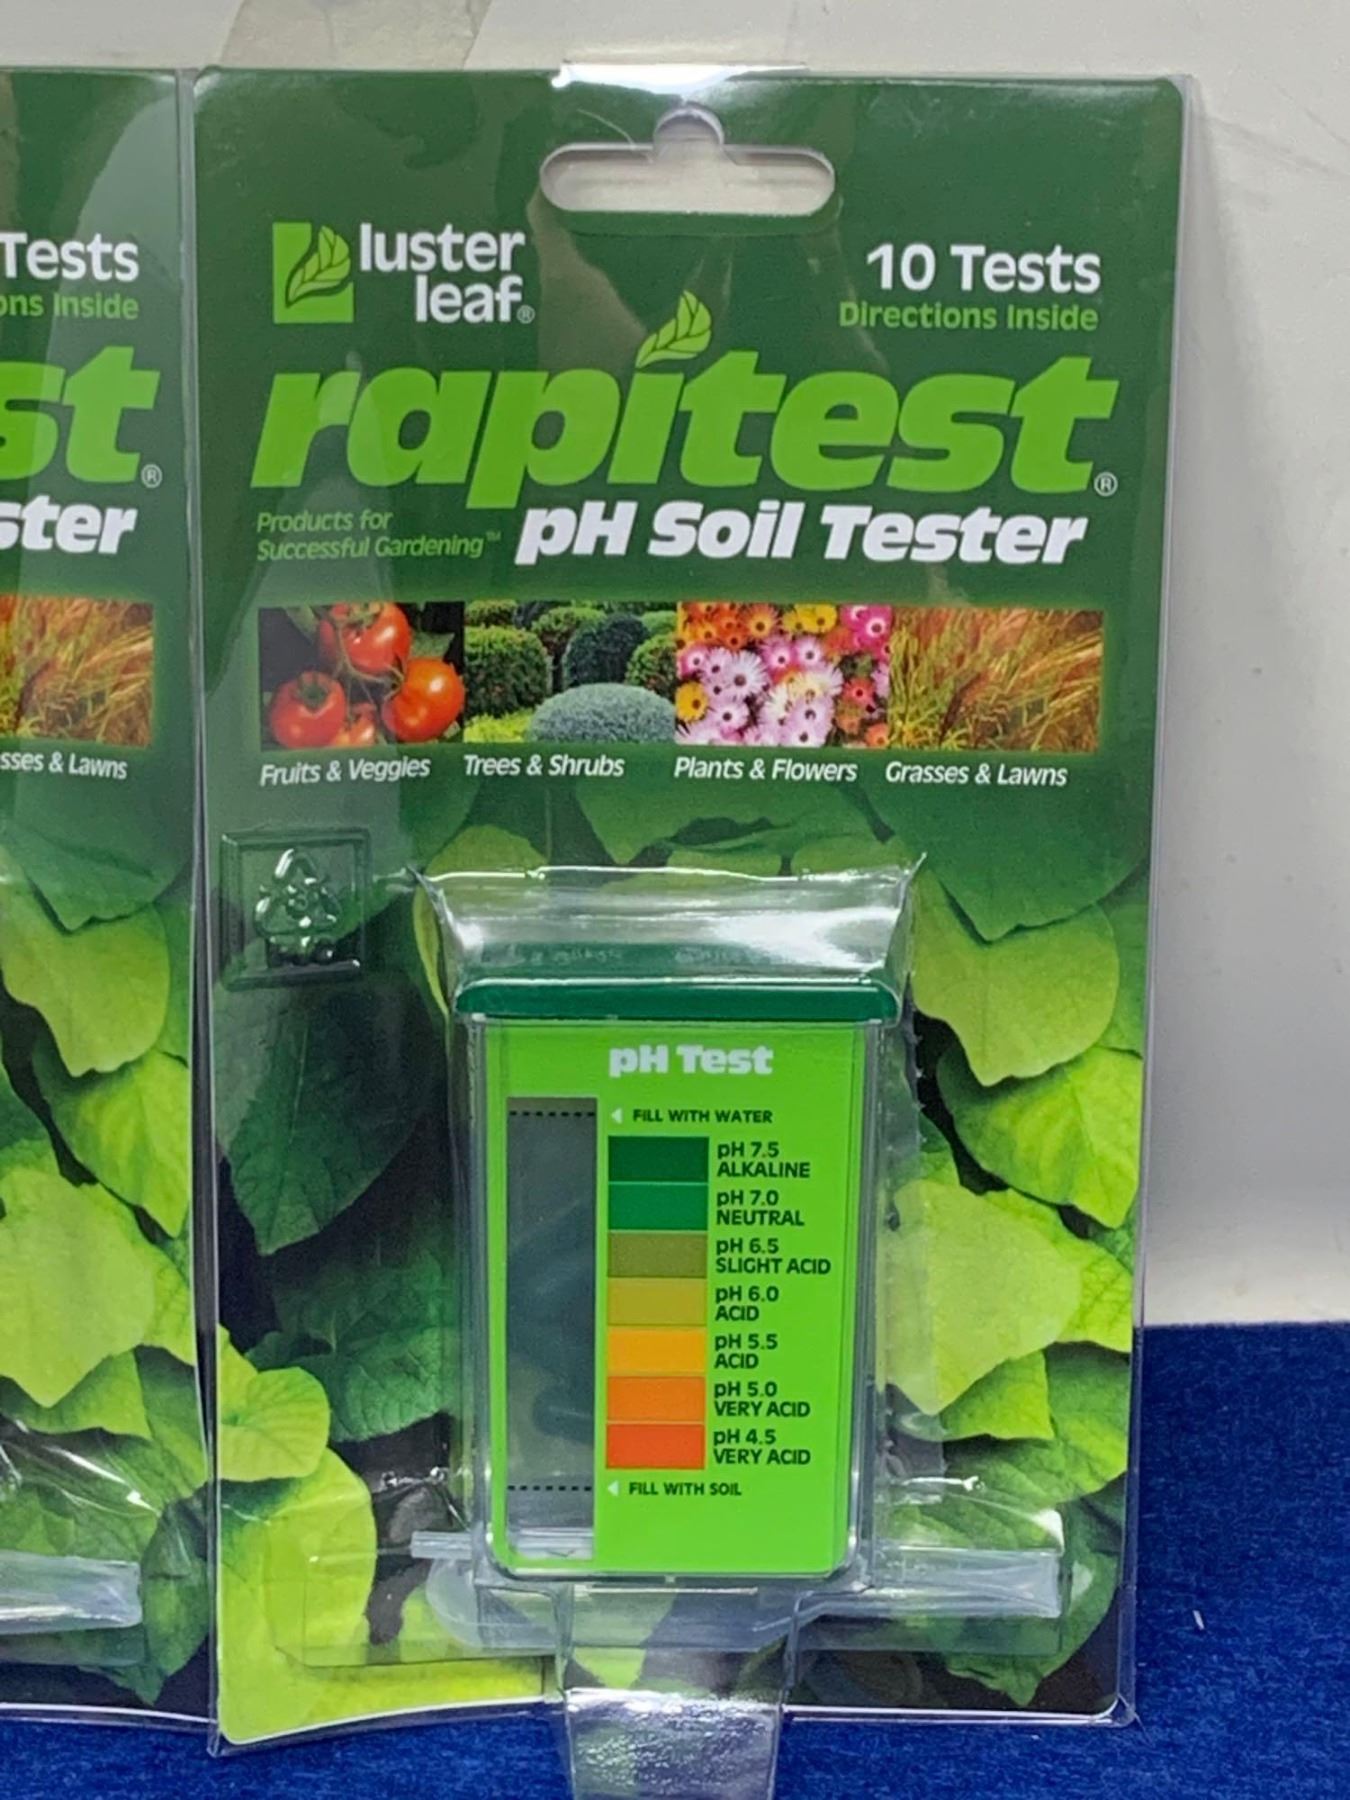 Tests
ons Inside
st®
ster
sses & Lawns
luster
leaf®
10 Tests
Directions Inside
rapitest®
Products for
Successful Gardening™
pH Soil Tester
Fruits & Veggies
Trees & Shrubs
Plants & Flowers
Grasses & Lawns
pH Test
FILL WITH WATER
pH 7.5
ALKALINE
pH 7.0
NEUTRAL
pH 6.5
SLIGHT ACID
pH 6.0
ACID
pH 5.5
ACID
pH 5.0
VERY ACID
pH 4.5
VERY ACID
FILL WITH SOIL